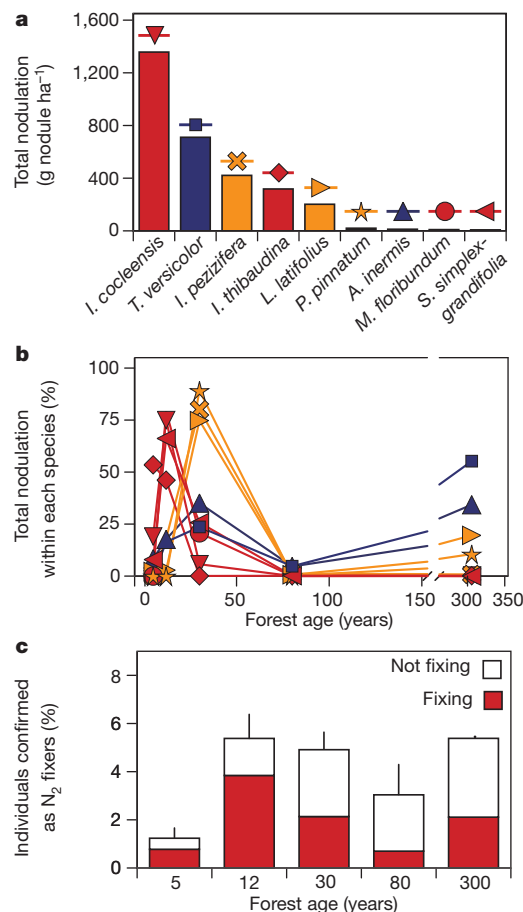 a
Total nodulation
(g nodule ha⁻¹)
1,600
1,200
800
400
0
I. cocleensis
T. versicolor
I. pezizifera
I. thibaudina
L. latifolius
P. pinnatum
A. inermis
M. floribundum
S. simplex-
grandifolia
b
Total nodulation
within each species (%)
100
75
50
25
0
0 50 100 150 300 350
Forest age (years)
c
Individuals confirmed
as N₂ fixers (%)
8
6
4
2
0
Not fixing
Fixing
5 12 30 80 300
Forest age (years)